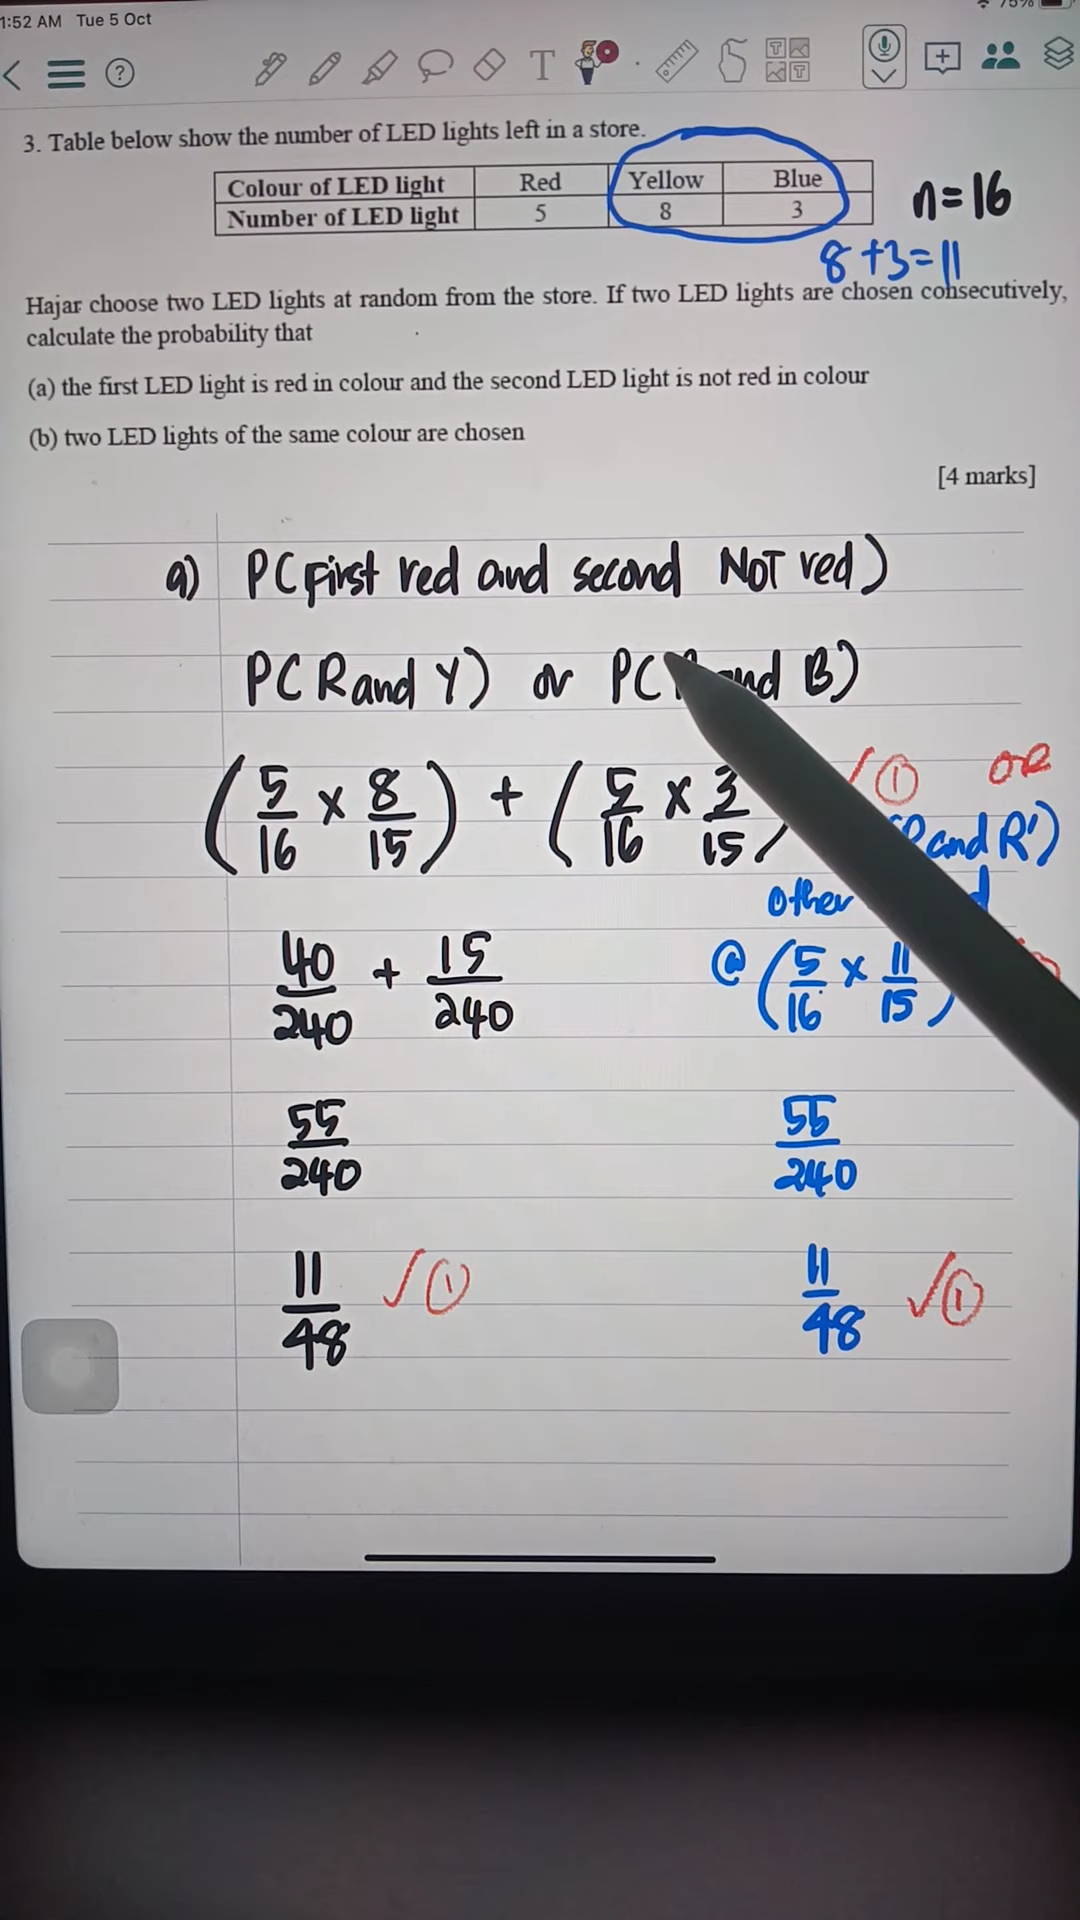 1:52 AM Tue 5 Oct
75%
3. Table below show the number of LED lights left in a store.
Colour of LED light Red Yellow Blue
Number of LED light 5 8 3
n=16
8+3=11
Hajar choose two LED lights at random from the store. If two LED lights are chosen consecutively,
calculate the probability that
(a) the first LED light is red in colour and the second LED light is not red in colour
(b) two LED lights of the same colour are chosen
[4 marks]
a) P(First red and second NOT red)
P(R and Y) or P( and B)
(5/16 × 8/15) + (5/16 × 3/15) √① OR
and R')
other
40/240 + 15/240 @ (5/16 × 11/15)
55/240 55/240
11/48 √① 11/48 √①